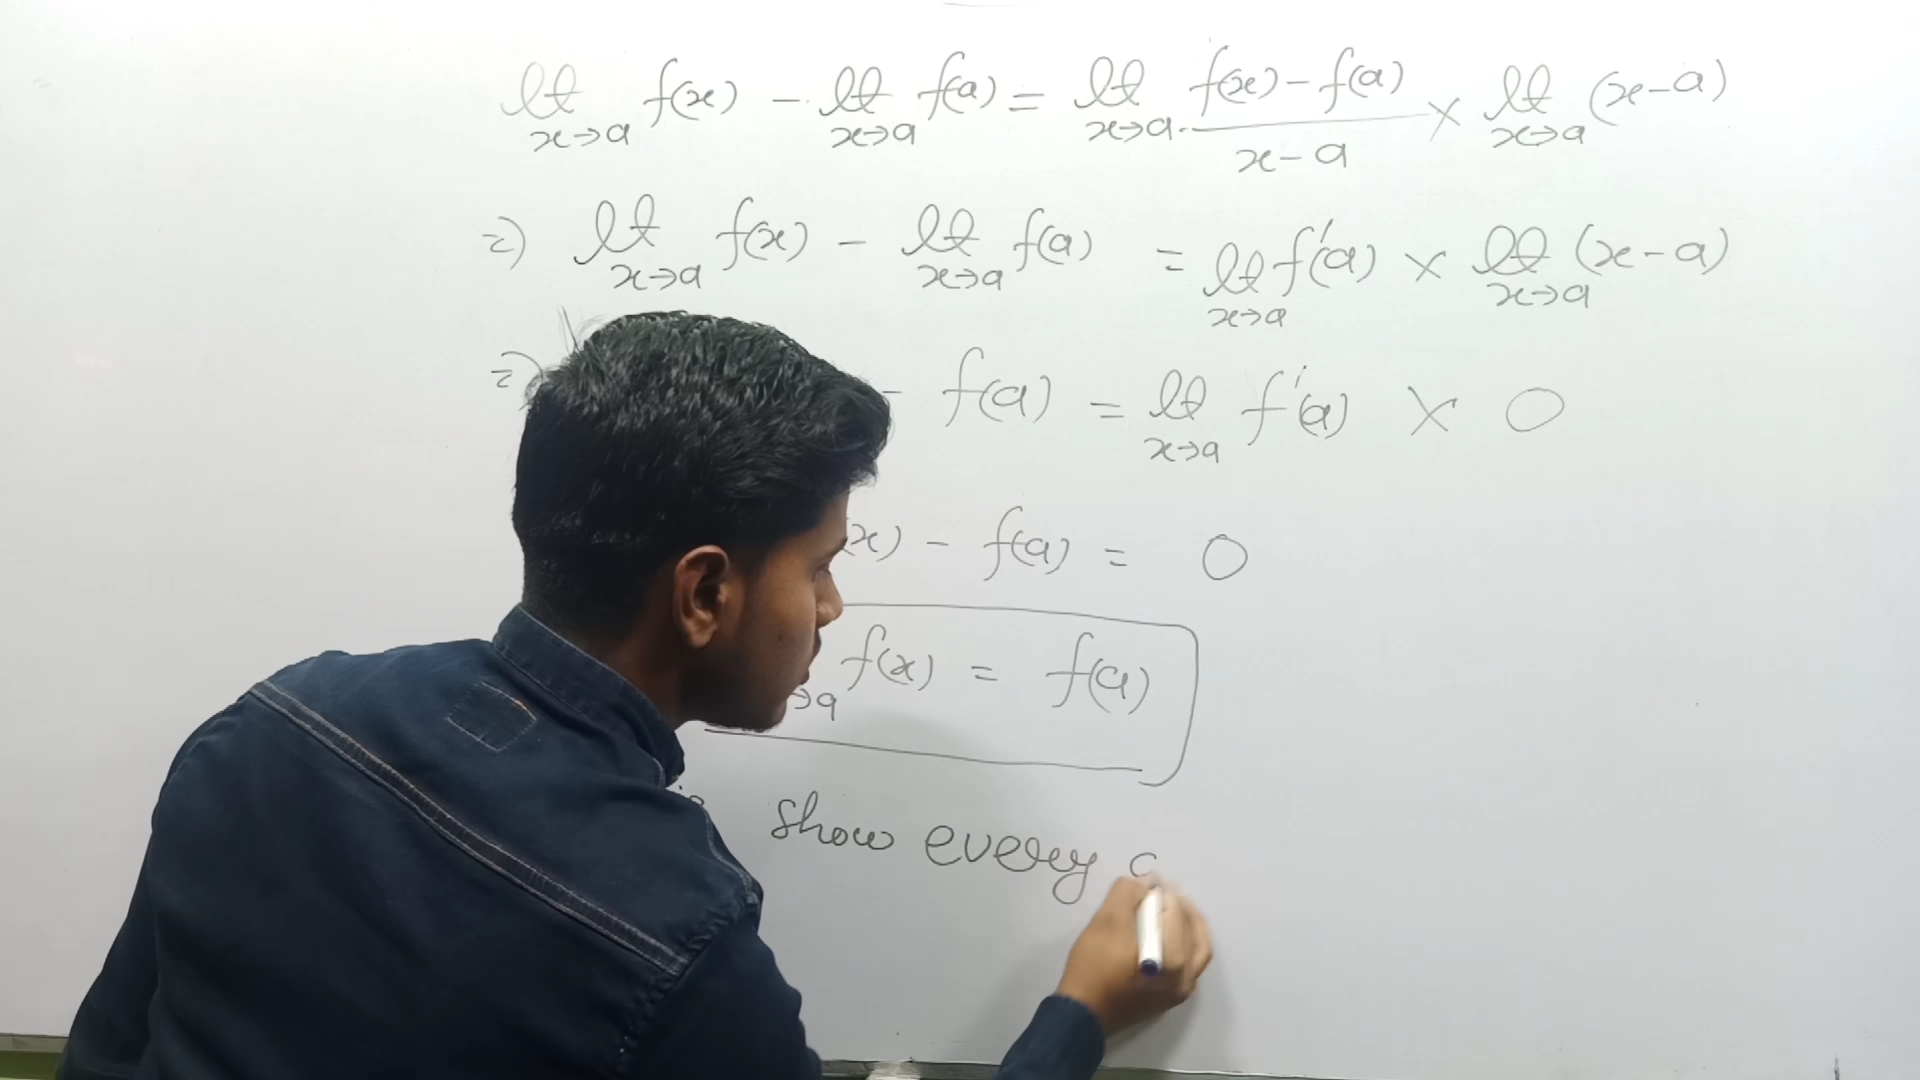 lt x→a f(x) - lt x→a f(a) = lt x→a f(x)-f(a) / x-a × lt x→a (x-a)
=) lt x→a f(x) - lt x→a f(a) = lt x→a f'(a) × lt x→a (x-a)
=) - f(a) = lt x→a f'(a) × 0
(x) - f(a) = 0
→a f(x) = f(a)
show every